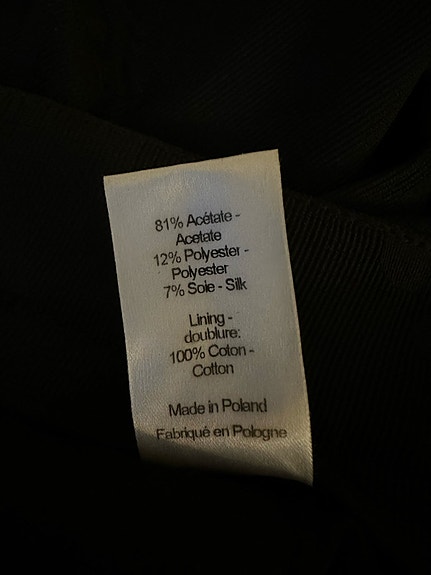 81% Acétate -
Acetate
12% Polyester -
Polyester
7% Soie - Silk
Lining -
doublure:
100% Coton -
Cotton
Made in Poland
Fabriqué en Pologne